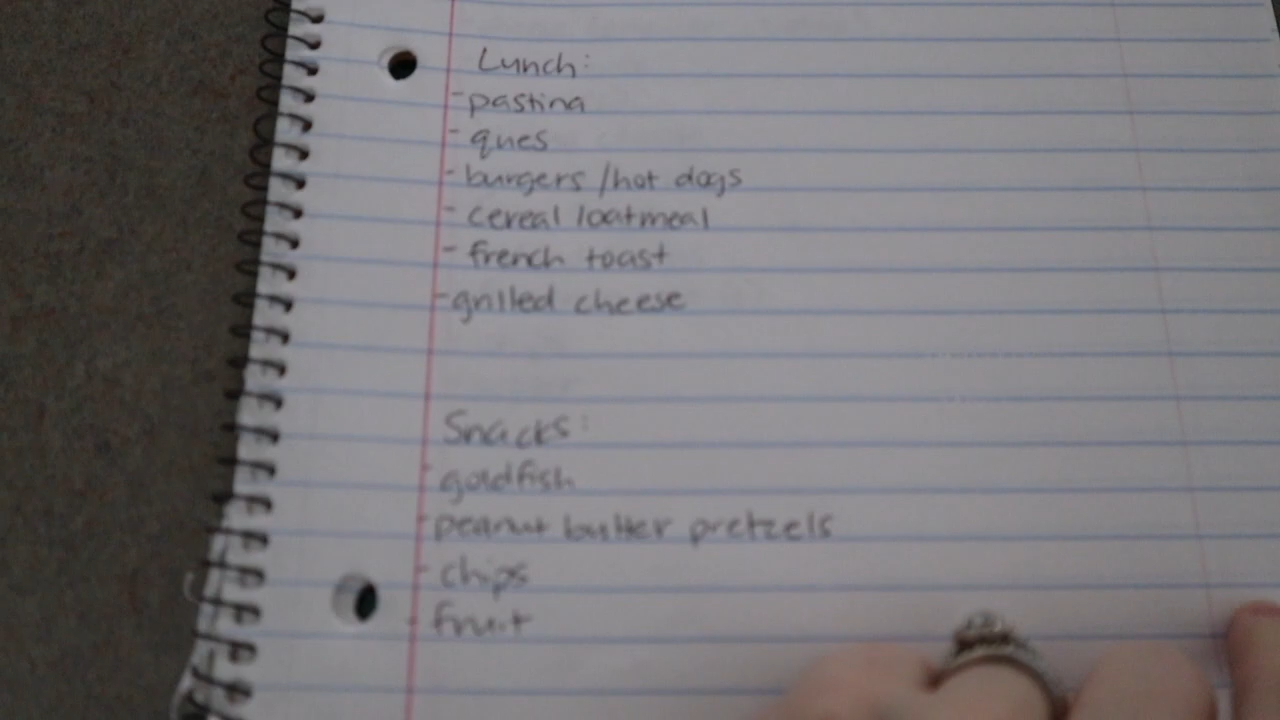 Lunch:
-pastina
- ques
- burgers /hot dogs
- cereal /oatmeal
- french toast
-grilled cheese
Snacks:
- goldfish
-peanut butter pretzels
- chips
- fruit